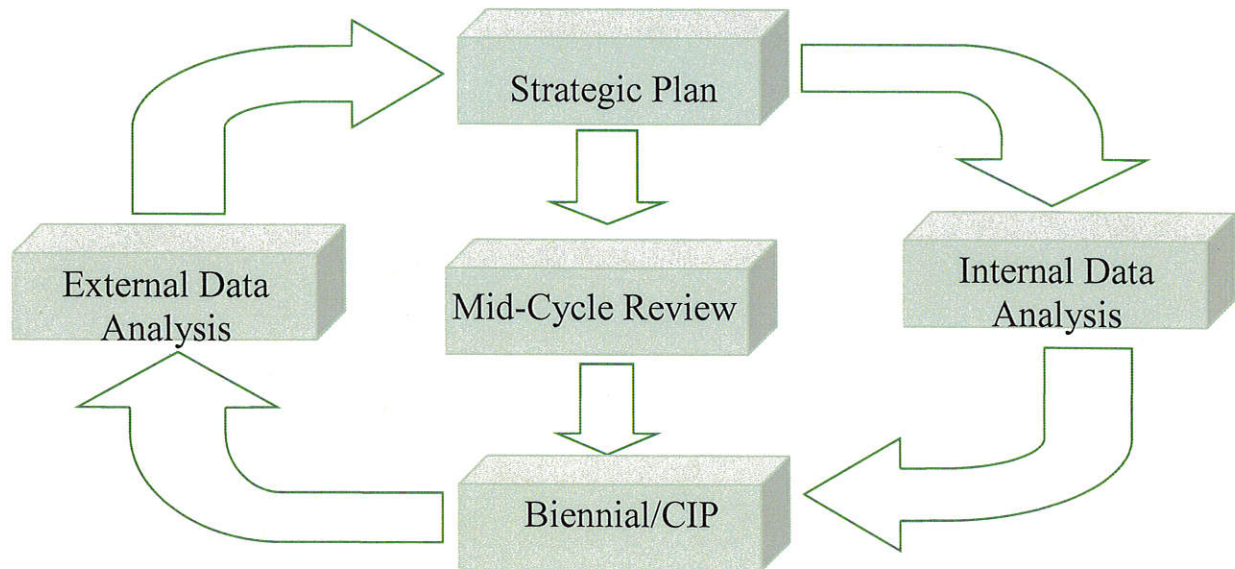 Strategic Plan
External Data
Analysis
Mid-Cycle Review
Internal Data
Analysis
Biennial/CIP